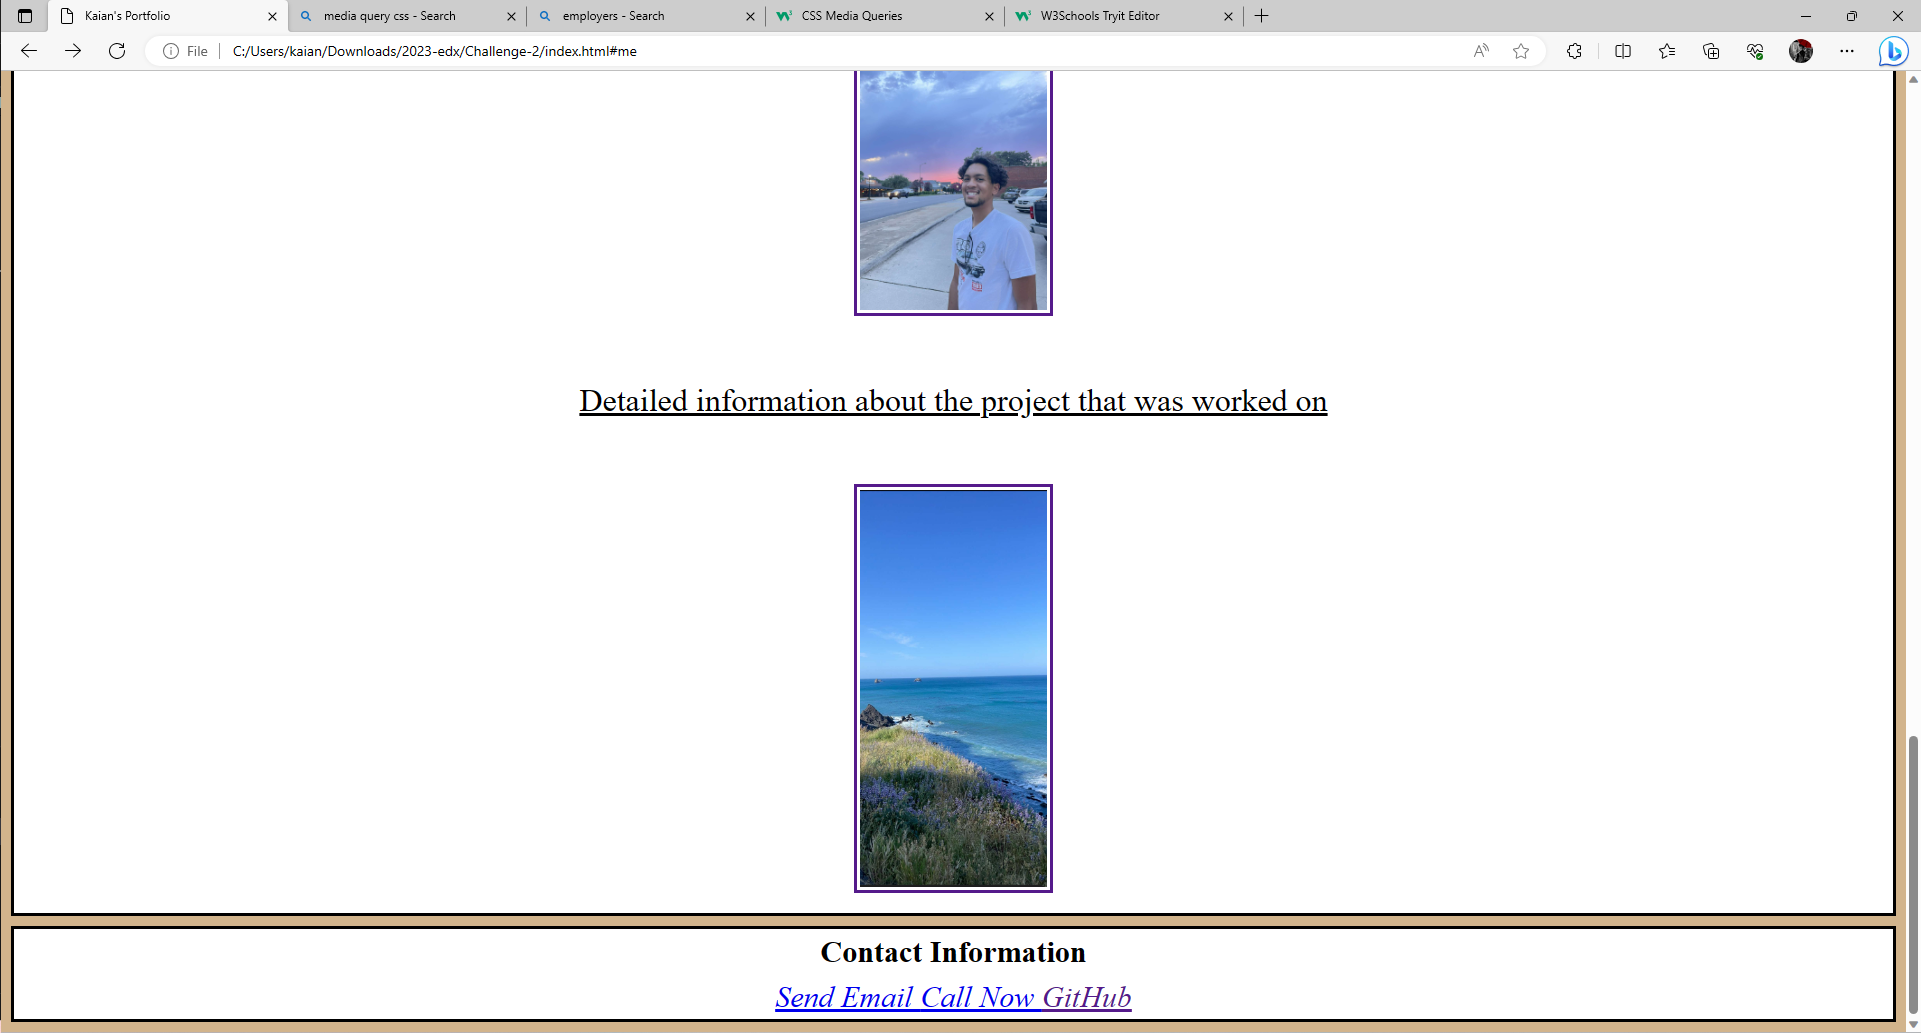 Kaian's Portfolio
media query css - Search
employers - Search
CSS Media Queries
W3Schools Tryit Editor
File
C:/Users/kaian/Downloads/2023-edx/Challenge-2/index.html#me
Detailed information about the project that was worked on
Contact Information
Send Email Call Now GitHub